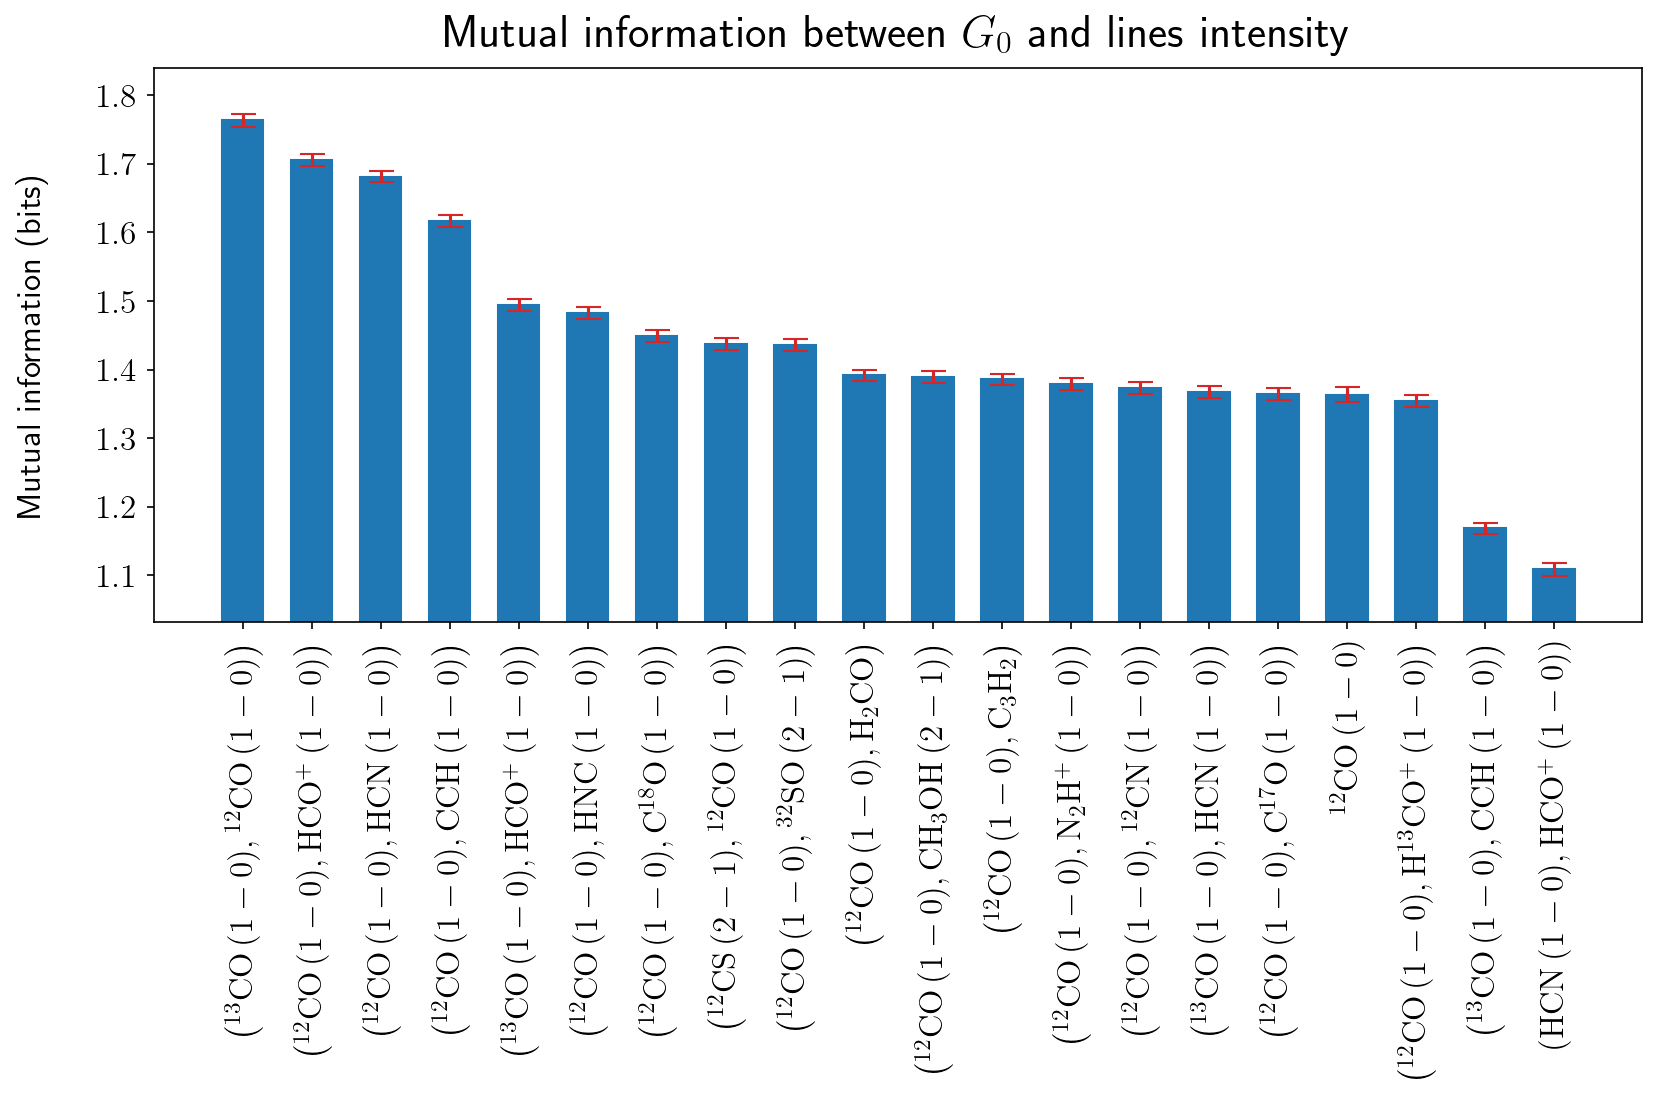 Mutual information between G₀ and lines intensity
Mutual information (bits)
1.8
1.7
1.6
1.5
1.4
1.3
1.2
1.1
(¹³CO (1 − 0), ¹²CO (1 − 0))
(¹²CO (1 − 0), HCO⁺ (1 − 0))
(¹²CO (1 − 0), HCN (1 − 0))
(¹²CO (1 − 0), CCH (1 − 0))
(¹³CO (1 − 0), HCO⁺ (1 − 0))
(¹²CO (1 − 0), HNC (1 − 0))
(¹²CO (1 − 0), C¹⁸O (1 − 0))
(¹²CS (2 − 1), ¹²CO (1 − 0))
(¹²CO (1 − 0), ³²SO (2 − 1))
(¹²CO (1 − 0), H₂CO)
(¹²CO (1 − 0), CH₃OH (2 − 1))
(¹²CO (1 − 0), C₃H₂)
(¹²CO (1 − 0), N₂H⁺ (1 − 0))
(¹²CO (1 − 0), ¹²CN (1 − 0))
(¹³CO (1 − 0), HCN (1 − 0))
(¹²CO (1 − 0), C¹⁷O (1 − 0))
¹²CO (1 − 0)
(¹²CO (1 − 0), H¹³CO⁺ (1 − 0))
(¹³CO (1 − 0), CCH (1 − 0))
(HCN (1 − 0), HCO⁺ (1 − 0))